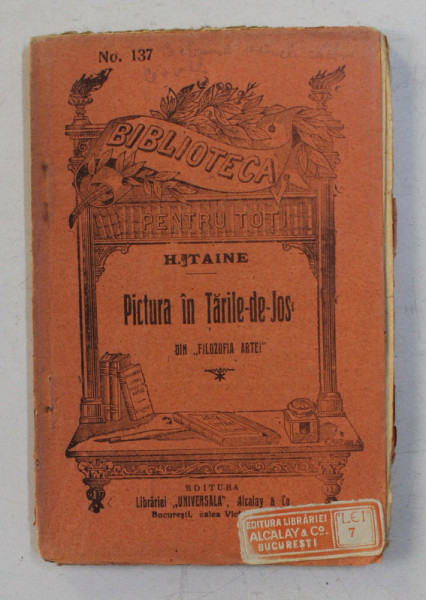 No. 137
BIBLIOTECA
PENTRU TOȚI
H. TAINE
Pictura în Țările-de-Jos
DIN „FILOZOFIA ARTEI"
EDITURA
Librăriei „UNIVERSALA", Alcalay & Co
București, calea
EDITURA LIBRĂRIEI
ALCALAY & Co.
BUCUREȘTI
LEI
7